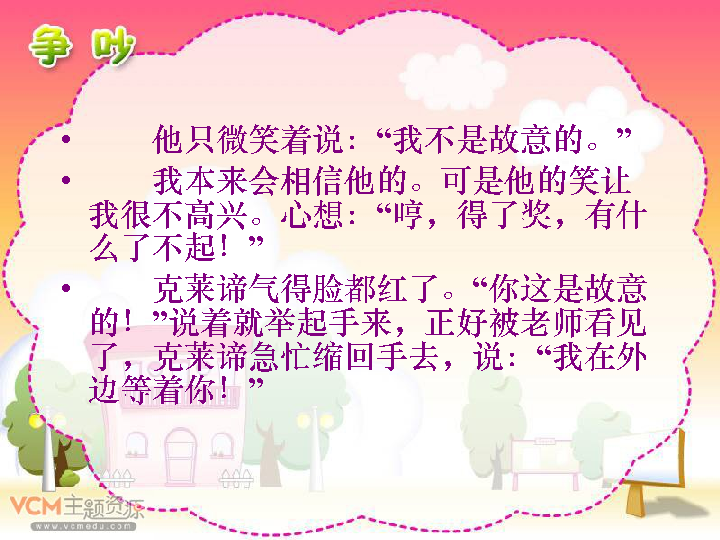 争 吵
• 他只微笑着说：“我不是故意的。”
• 我本来会相信他的。可是他的笑让
我很不高兴。心想：“哼，得了奖，有什
么了不起！”
• 克莱谛气得脸都红了。“你这是故意
的！”说着就举起手来，正好被老师看见
了，克莱谛急忙缩回手去，说：“我在外
边等着你！”
VCM主题资源
www.vcmedu.com